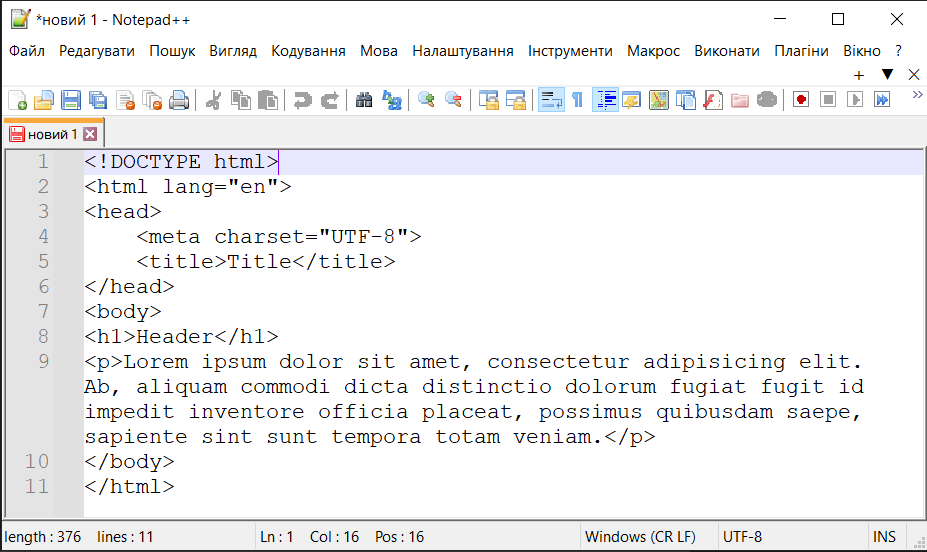 *новий 1 - Notepad++
Файл Редагувати Пошук Вигляд Кодування Мова Налаштування Інструменти Макрос Виконати Плагіни Вікно ?
новий 1
1 <!DOCTYPE html>
2 <html lang="en">
3 <head>
4 <meta charset="UTF-8">
5 <title>Title</title>
6 </head>
7 <body>
8 <h1>Header</h1>
9 <p>Lorem ipsum dolor sit amet, consectetur adipisicing elit.
Ab, aliquam commodi dicta distinctio dolorum fugiat fugit id
impedit inventore officia placeat, possimus quibusdam saepe,
sapiente sint sunt tempora totam veniam.</p>
10 </body>
11 </html>
length : 376 lines : 11 Ln : 1 Col : 16 Pos : 16 Windows (CR LF) UTF-8 INS